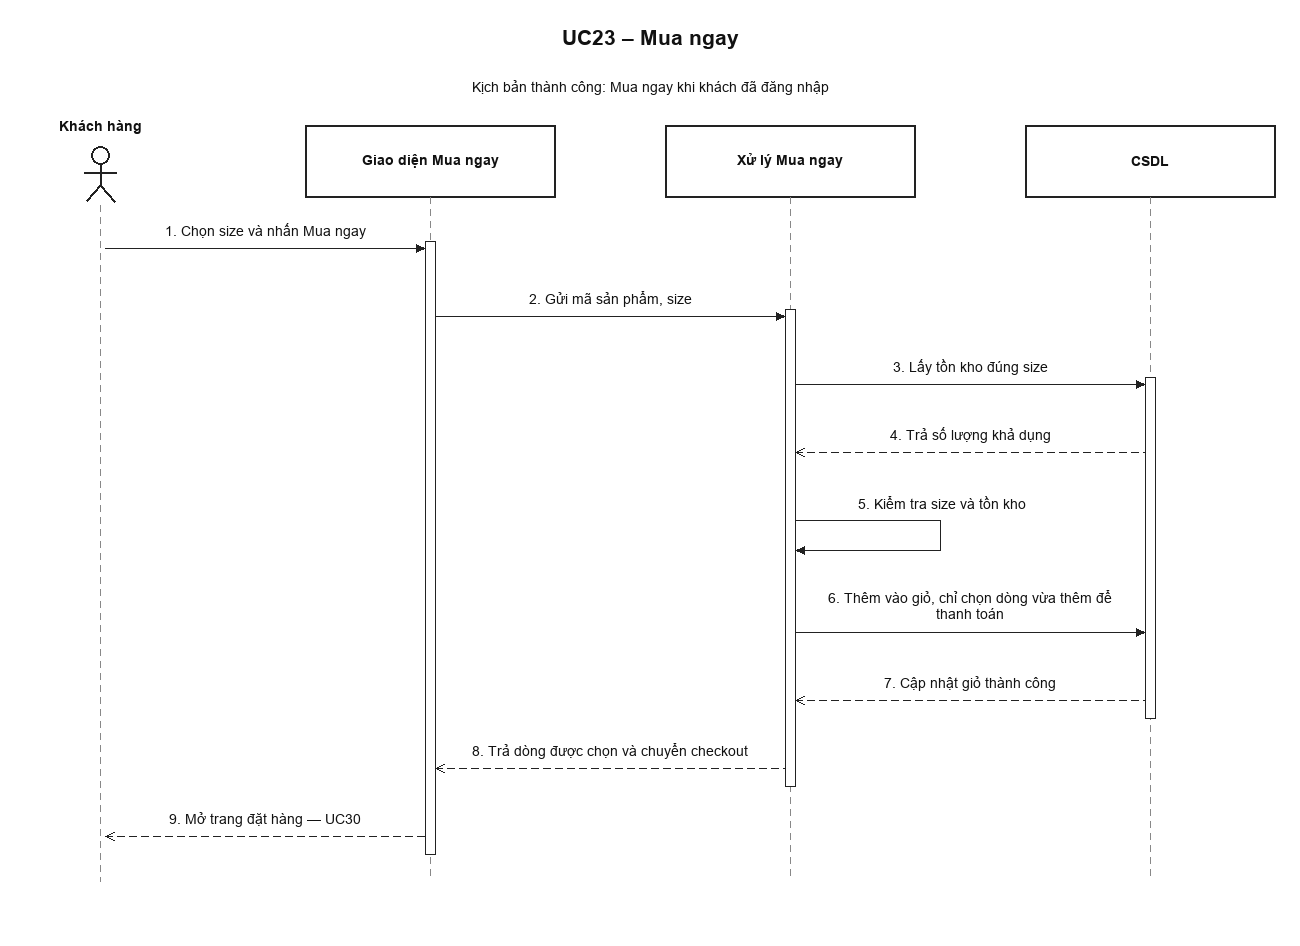 UC23 – Mua ngay
Kịch bản thành công: Mua ngay khi khách đã đăng nhập
Khách hàng
Giao diện Mua ngay
Xử lý Mua ngay
CSDL
1. Chọn size và nhấn Mua ngay
2. Gửi mã sản phẩm, size
3. Lấy tồn kho đúng size
4. Trả số lượng khả dụng
5. Kiểm tra size và tồn kho
6. Thêm vào giỏ, chỉ chọn dòng vừa thêm để
thanh toán
7. Cập nhật giỏ thành công
8. Trả dòng được chọn và chuyển checkout
9. Mở trang đặt hàng — UC30